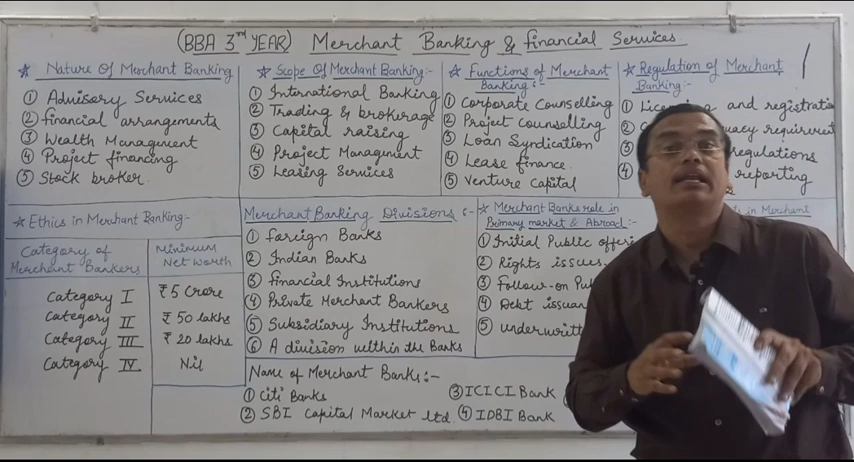 (BBA 3rd YEAR) Merchant Banking & financial Services.
☆ Nature Of Merchant Banking
① Advisory Services
② financial arrangements
③ Wealth Management
④ Project financing
⑤ Stock broker.
☆ Scope Of Merchant Banking:-
① International Banking
② Trading & brokerage
③ Capital raising
④ Project Management
⑤ Leasing Services
☆ Functions of Merchant
Banking:-
① Corporate Counselling
② Project counselling
③ Loan Syndication
④ Lease finance.
⑤ Venture Capital
☆ Regulation of Merchant
Banking:-
① and registration
② requirement
③ regulations
④ reporting
☆ Ethics in Merchant Banking:-
Category of
Merchant Bankers
Minimum
Net worth
Category I ₹ 5 Crore
Category II ₹ 50 lakhs
Category III ₹ 20 lakhs
Category IV Nil
Merchant Banking Divisions:-
① foreign Banks
② Indian Banks
③ financial Institutions
④ Private Merchant Bankers
⑤ Subsidiary Institutions
⑥ A division within the Banks
☆ Merchant Banks role in
Primary market & Abroad:-
① Initial Public
② Rights issues.
③ Follow-on
④ Debt
⑤
in Merchant
Name of Merchant Banks:-
① Citi Banks
② SBI Capital Market ltd.
③ ICICI Bank
④ IDBI Bank